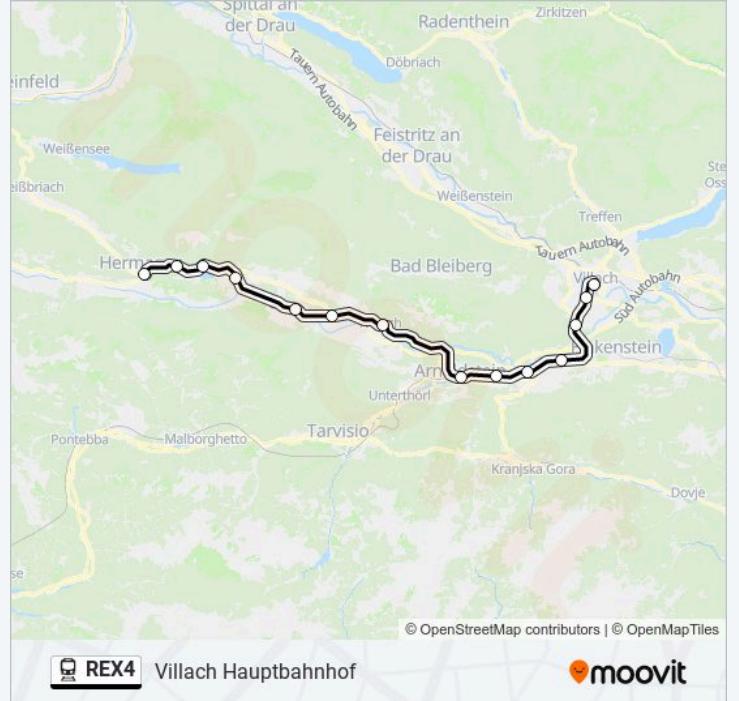 Spittal an
der Drau
Radenthein
Zirkitzen
Döbriach
einfeld
Tauern Autobahn
Feistritz an
der Drau
Weißensee
Ste
Oss
eißbriach
Weißenstein
Treffen
Tauern Autobahn
Herma
Bad Bleiberg
Villach
Süd Autobahn
kenstein
Arnoldstein
Unterthörl
Tarvisio
Pontebba
Malborghetto
Kranjska Gora
Dovje
se
© OpenStreetMap contributors | © OpenMapTiles
REX4
Villach Hauptbahnhof
moovit